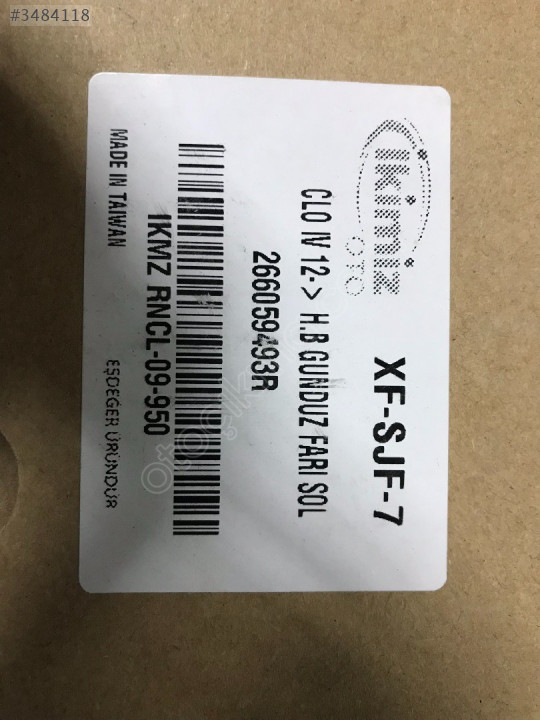 #3484118
ikimiz
OTO
XF-SJF-7
CLO IV 12-> H.B GUNDUZ FARI SOL
266059493R
IKMZ RNCL-09-950
MADE IN TAIWAN
EŞDEĞER ÜRÜNDÜR